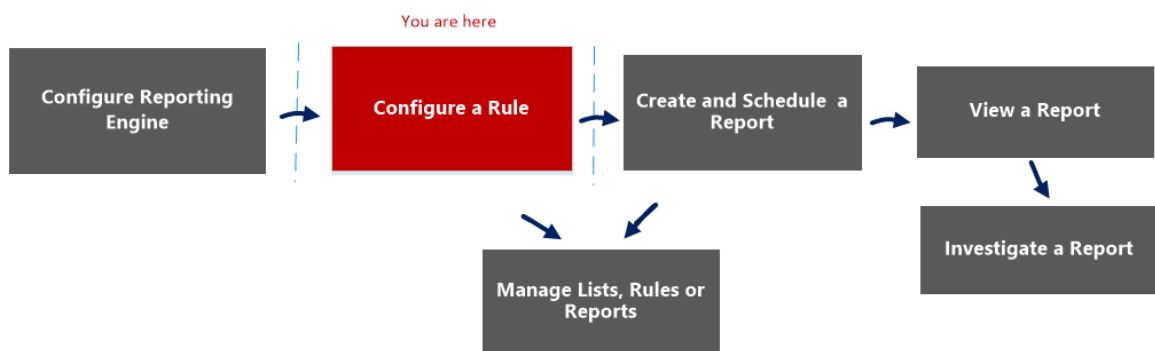 You are here
Configure Reporting
Engine
Configure a Rule
Create and Schedule a
Report
View a Report
Investigate a Report
Manage Lists, Rules or
Reports